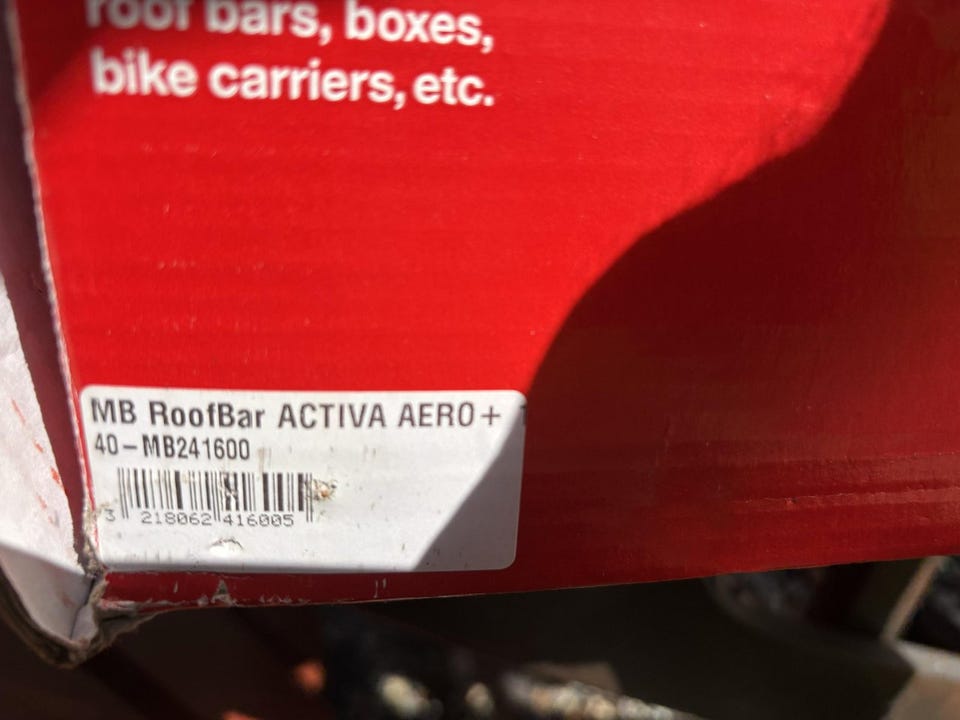 roof bars, boxes,
bike carriers, etc.
MB RoofBar ACTIVA AERO+
40-MB241600
3 218062 416005